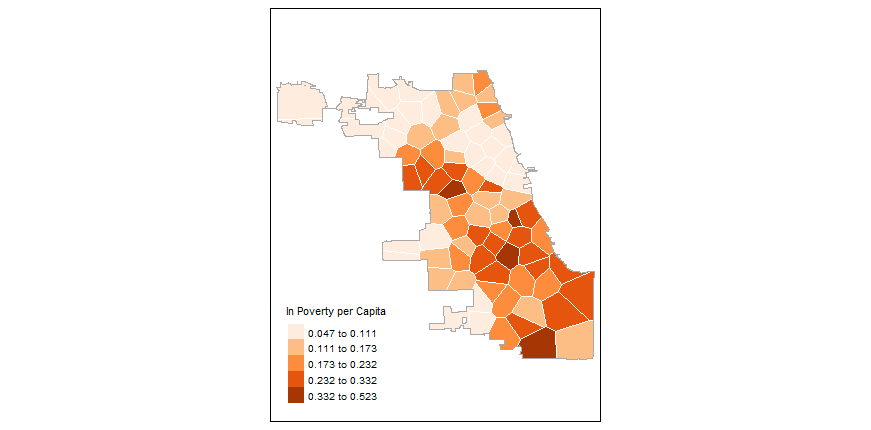 In Poverty per Capita
0.047 to 0.111
0.111 to 0.173
0.173 to 0.232
0.232 to 0.332
0.332 to 0.523